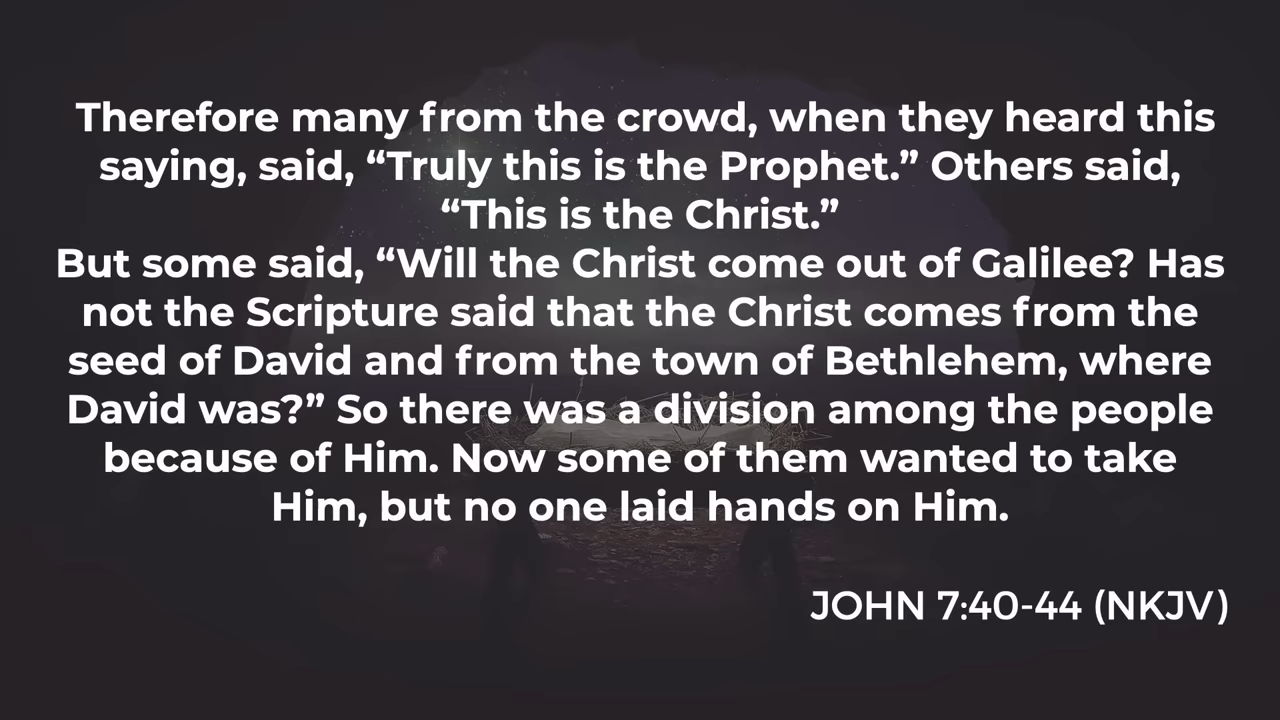 Therefore many from the crowd, when they heard this
saying, said, “Truly this is the Prophet.” Others said,
“This is the Christ.”
But some said, “Will the Christ come out of Galilee? Has
not the Scripture said that the Christ comes from the
seed of David and from the town of Bethlehem, where
David was?” So there was a division among the people
because of Him. Now some of them wanted to take
Him, but no one laid hands on Him.
JOHN 7:40-44 (NKJV)